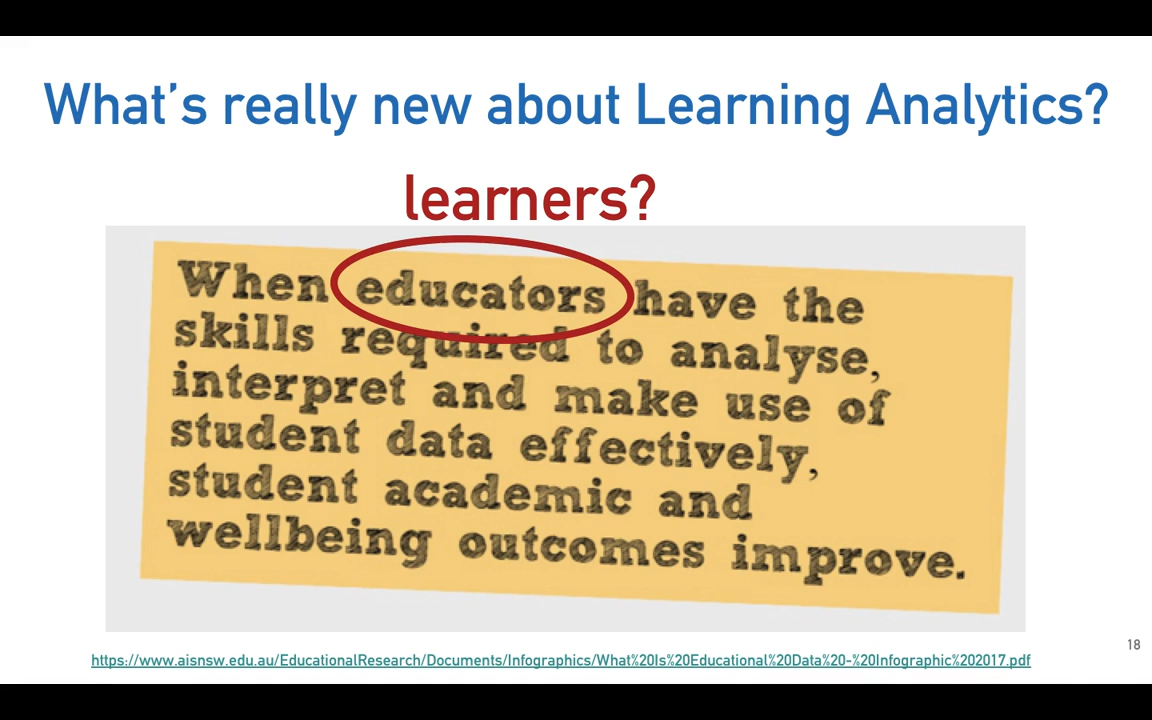 What's really new about Learning Analytics?
learners?
When educators have the
skills required to analyse,
interpret and make use of
student data effectively,
student academic and
wellbeing outcomes improve.
18
https://www.aisnsw.edu.au/EducationalResearch/Documents/Infographics/What%20Is%20Educational%20Data%20-%20Infographic%202017.pdf